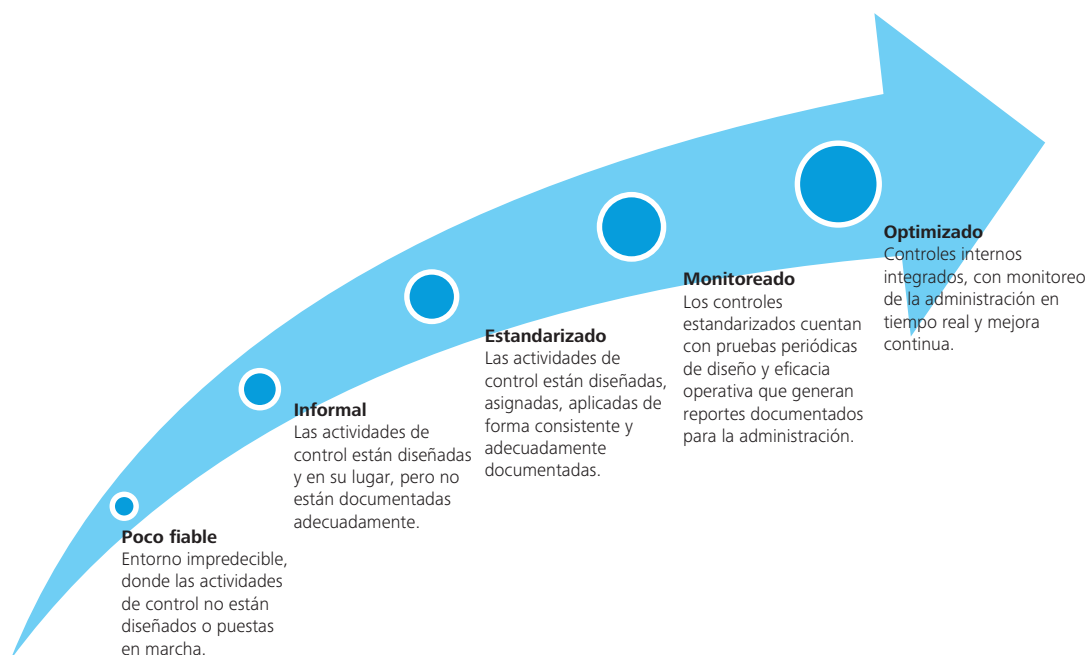 Poco fiable
Entorno impredecible,
donde las actividades
de control no están
diseñados o puestas
en marcha.
Informal
Las actividades de
control están diseñadas
y en su lugar, pero no
están documentadas
adecuadamente.
Estandarizado
Las actividades de
control están diseñadas,
asignadas, aplicadas de
forma consistente y
adecuadamente
documentadas.
Monitoreado
Los controles
estandarizados cuentan
con pruebas periódicas
de diseño y eficacia
operativa que generan
reportes documentados
para la administración.
Optimizado
Controles internos
integrados, con monitoreo
de la administración en
tiempo real y mejora
continua.